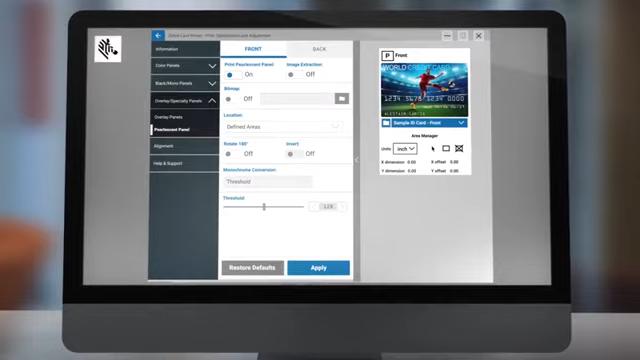 Zebra Card Printer - Printer Optimizations and Adjustment
Information
Color Panels
Black/Mono Panels
Overlay/Specialty Panels
Overlay Panels
Pearlescent Panel
Alignment
Help & Support
FRONT
BACK
Print Pearlescent Panel
Image Extraction:
On
Off
Bitmap:
Off
Location:
Defined Areas
Rotate 180°
Invert:
Off
Off
Monochrome Conversion:
Threshold
Threshold
128
Restore Defaults
Apply
P
Front
WORLD CREDIT CARD
1234 5678 1234 0000
Sample ID Card - Front
Area Manager
Units
inch
X dimension 0.00
X offset 0.00
Y dimension 0.00
Y offset 0.00